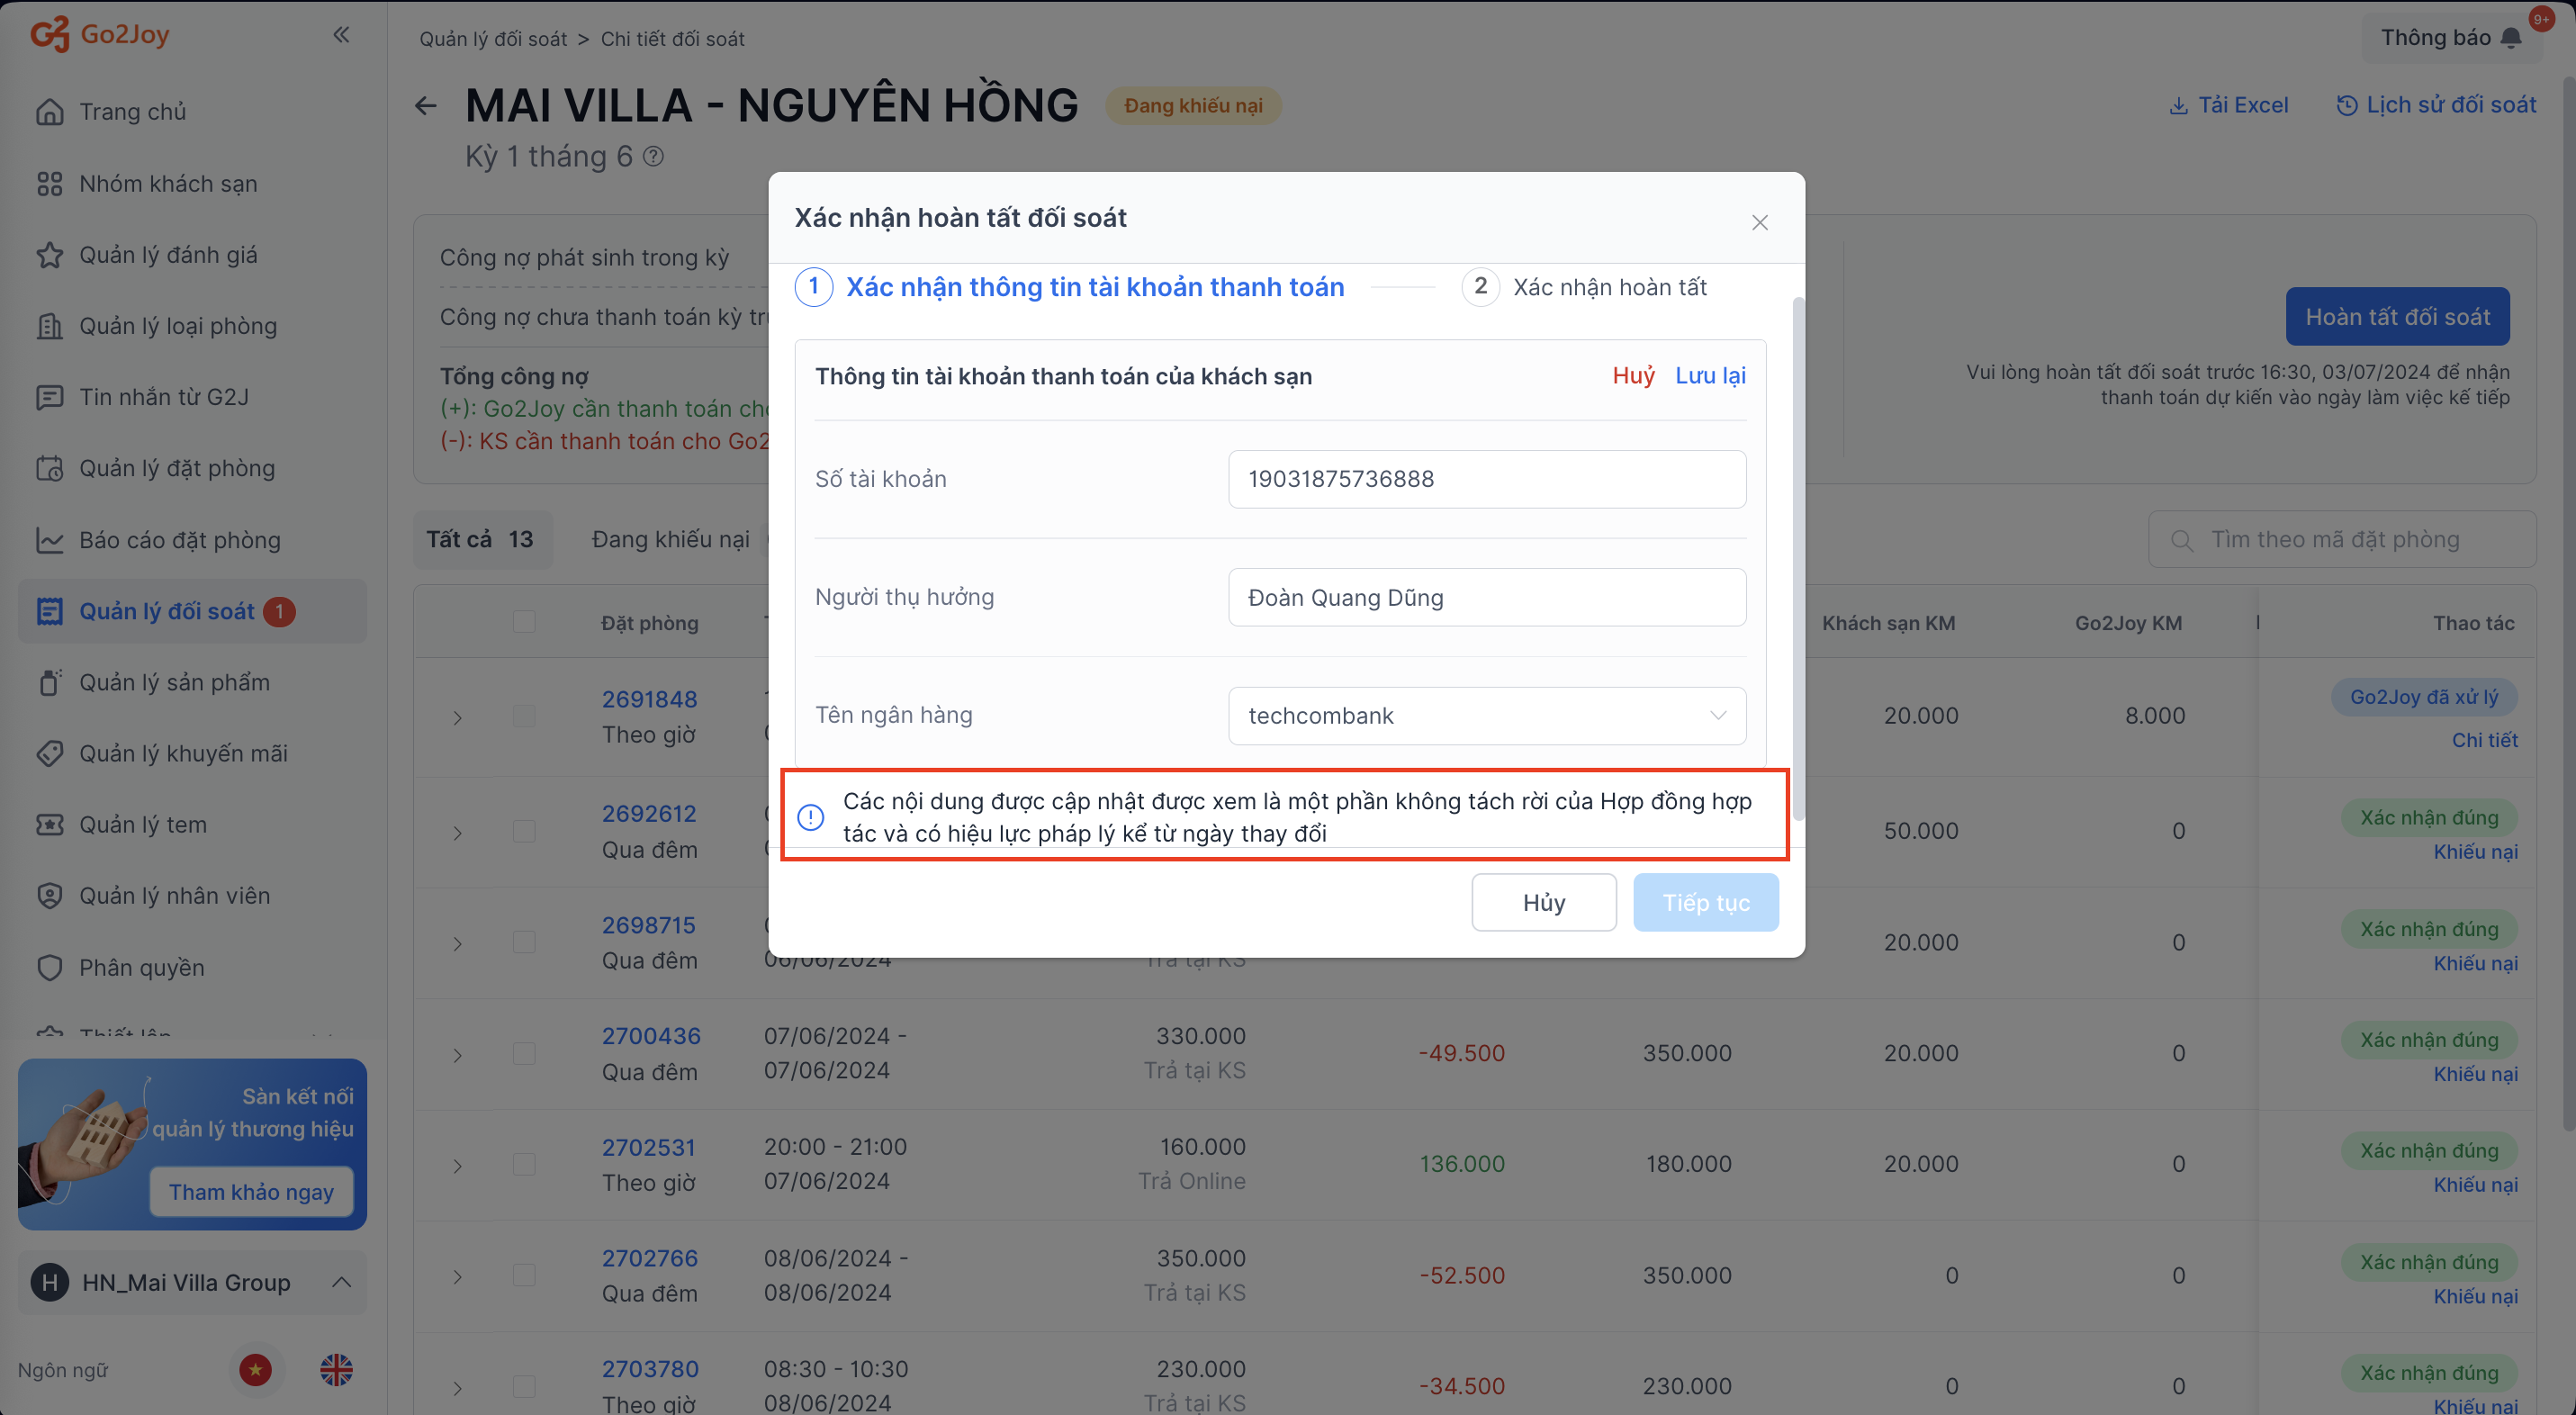 Go2Joy
Trang chủ
Nhóm khách sạn
Quản lý đánh giá
Quản lý loại phòng
Tin nhắn từ G2J
Quản lý đặt phòng
Báo cáo đặt phòng
Quản lý đối soát 1
Quản lý sản phẩm
Quản lý khuyến mãi
Quản lý tem
Quản lý nhân viên
Phân quyền
Sàn kết nối
quản lý thương hiệu
Tham khảo ngay
H HN_Mai Villa Group
Ngôn ngữ
Quản lý đối soát > Chi tiết đối soát
Thông báo 9+
MAI VILLA - NGUYÊN HỒNG Đang khiếu nại
Tải Excel Lịch sử đối soát
Kỳ 1 tháng 6
Công nợ phát sinh trong kỳ
Công nợ chưa thanh toán kỳ
Tổng công nợ
(+): Go2Joy cần thanh toán
(-): KS cần thanh toán cho
Hoàn tất đối soát
Vui lòng hoàn tất đối soát trước 16:30, 03/07/2024 để nhận
thanh toán dự kiến vào ngày làm việc kế tiếp
Xác nhận hoàn tất đối soát
1 Xác nhận thông tin tài khoản thanh toán 2 Xác nhận hoàn tất
Thông tin tài khoản thanh toán của khách sạn Huỷ Lưu lại
Số tài khoản 19031875736888
Người thụ hưởng Đoàn Quang Dũng
Tên ngân hàng techcombank
Các nội dung được cập nhật được xem là một phần không tách rời của Hợp đồng hợp
tác và có hiệu lực pháp lý kể từ ngày thay đổi
Hủy Tiếp tục
Tất cả 13 Đang khiếu nại
Tìm theo mã đặt phòng
Đặt phòng Khách sạn KM Go2Joy KM Thao tác
2691848 20.000 8.000 Go2Joy đã xử lý
Theo giờ Chi tiết
2692612 50.000 0 Xác nhận đúng
Qua đêm Khiếu nại
2698715 20.000 0 Xác nhận đúng
Qua đêm 06/06/2024 Trả tại KS Khiếu nại
2700436 07/06/2024 - 330.000 -49.500 350.000 20.000 0 Xác nhận đúng
Qua đêm 07/06/2024 Trả tại KS Khiếu nại
2702531 20:00 - 21:00 160.000 136.000 180.000 20.000 0 Xác nhận đúng
Theo giờ 07/06/2024 Trả Online Khiếu nại
2702766 08/06/2024 - 350.000 -52.500 350.000 0 0 Xác nhận đúng
Qua đêm 08/06/2024 Trả tại KS Khiếu nại
2703780 08:30 - 10:30 230.000 -34.500 230.000 0 0 Xác nhận đúng
Theo giờ 08/06/2024 Trả tại KS Khiếu nại